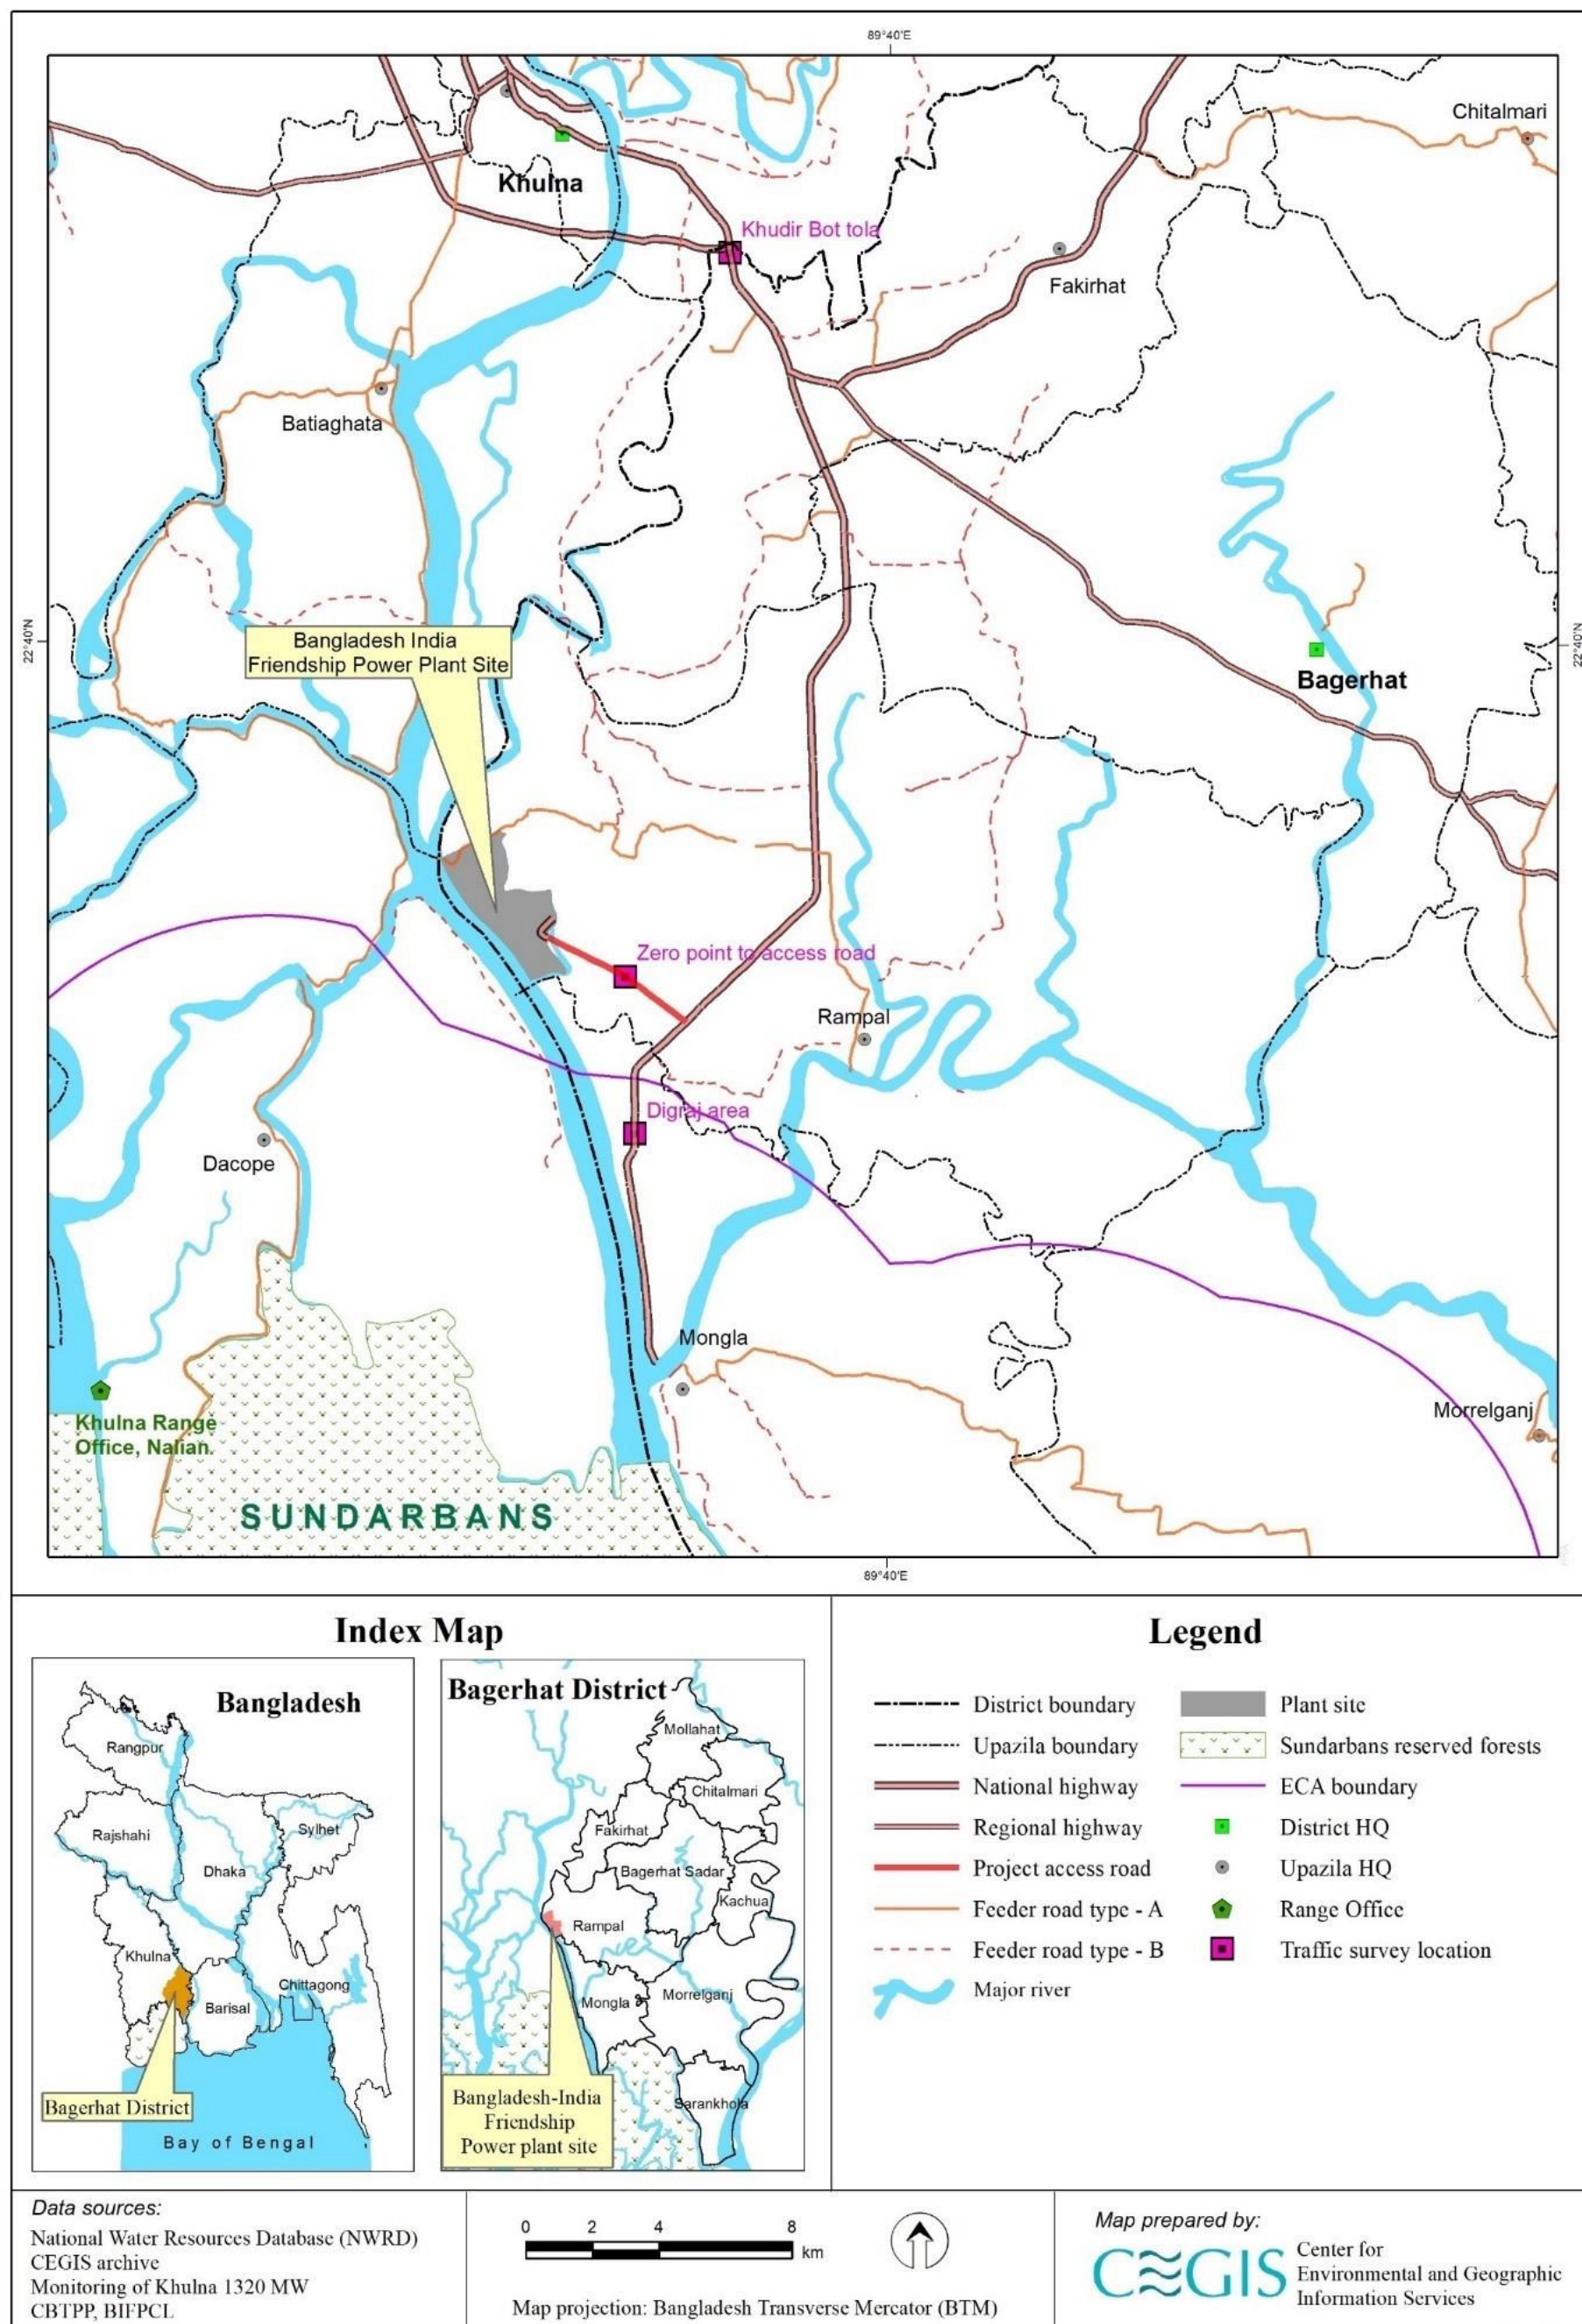 89°40'E
Chitalmari
Khulna
Khudir Bot tola
Fakirhat
Batiaghata
22°40'N
22°40'N
Bangladesh India
Friendship Power Plant Site
Bagerhat
Zero point to access road
Rampal
Digraj area
Dacope
Mongla
Khulna Range
Office, Nalian
Morrelganj
SUNDARBANS
89°40'E
Index Map
Bangladesh
Rangpur
Rajshahi
Sylhet
Dhaka
Khulna
Chittagong
Barisal
Bagerhat District
Bay of Bengal
Bagerhat District
Mollahat
Chitalmari
Fakirhat
Bagerhat Sadar
Kachua
Rampal
Mongla
Morrelganj
Sarankhola
Bangladesh-India
Friendship
Power plant site
Legend
District boundary
Upazila boundary
National highway
Regional highway
Project access road
Feeder road type - A
Feeder road type - B
Major river
Plant site
Sundarbans reserved forests
ECA boundary
District HQ
Upazila HQ
Range Office
Traffic survey location
Data sources:
National Water Resources Database (NWRD)
CEGIS archive
Monitoring of Khulna 1320 MW
CBTPP, BIFPCL
0 2 4 8
km
Map projection: Bangladesh Transverse Mercator (BTM)
Map prepared by:
CEGIS
Center for
Environmental and Geographic
Information Services